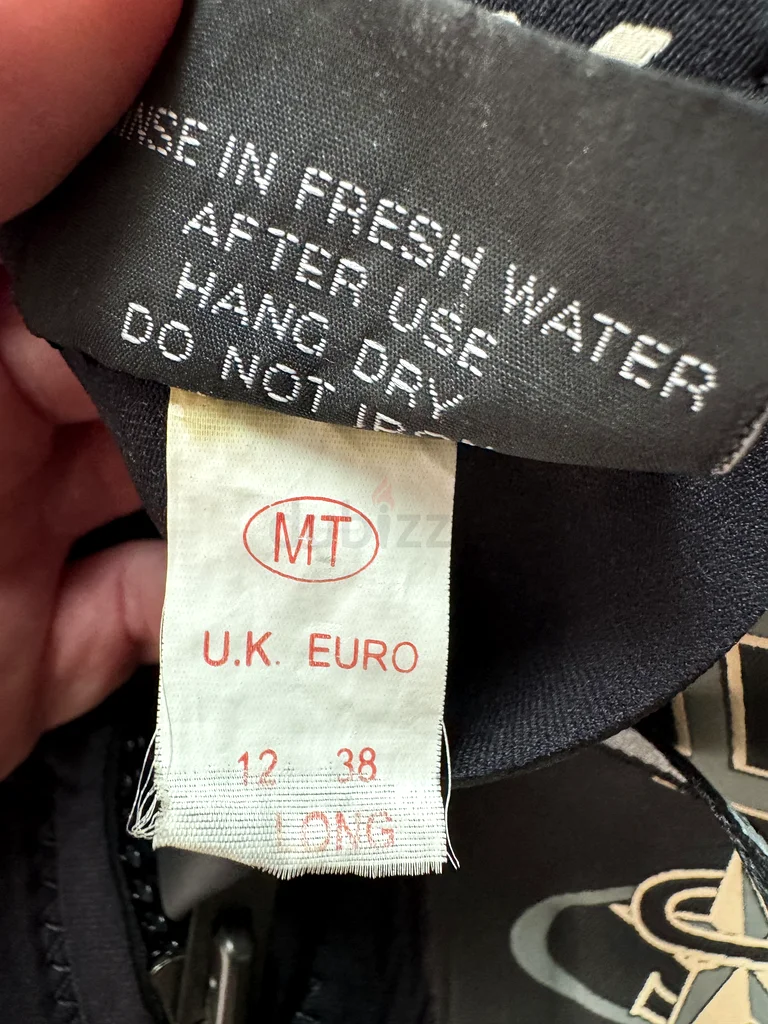 IN FRESH WATER
AFTER USE
HANG DRY
DO NOT
MT
U.K. EURO
12 38
LONG